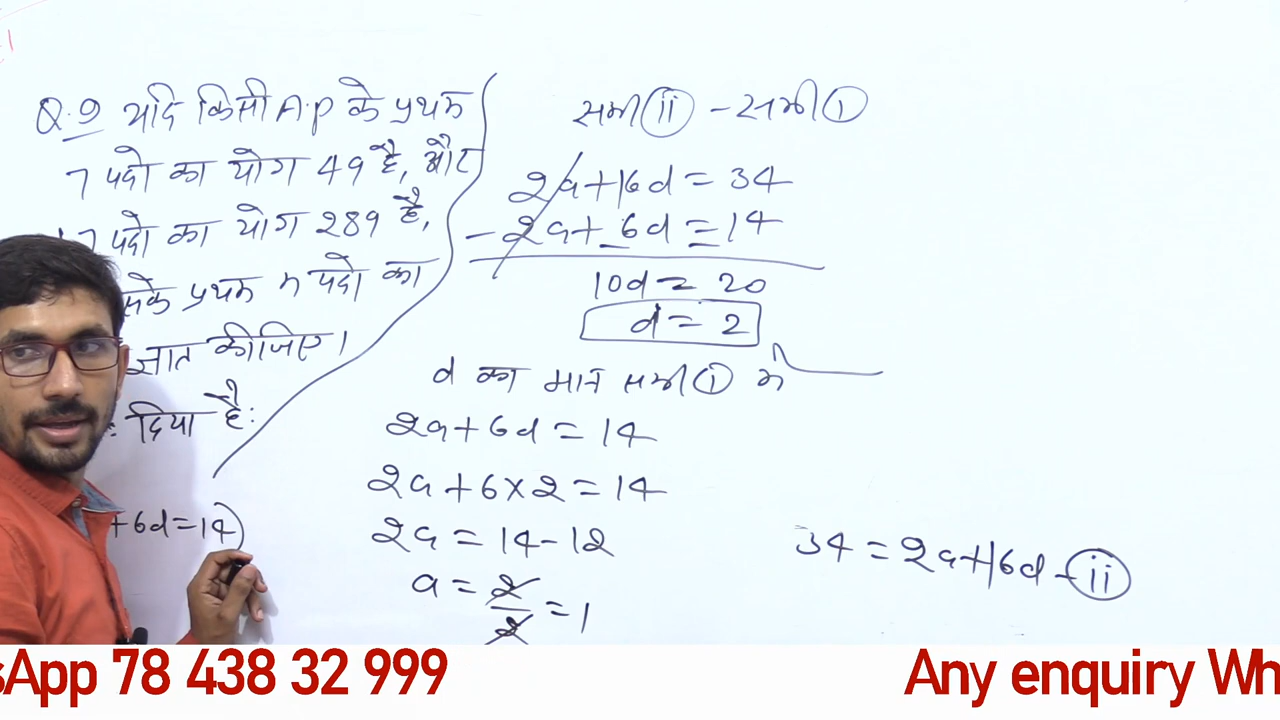 Q.9 यदि किसी A.P के प्रथम
7 पदो का योग 49 है, और
7 पदो का योग 289 है,
सके प्रथम n पदो का
ज्ञात कीजिए।
: दिया है:
+6d=14
समी (ii) - समी (i)
2a+16d=34
-2a+6d=14
10d=20
d=2
d का मान समी (i) में
2a+6d=14
2a+6×2=14
2a=14-12
a=2/2=1
34=2a+16d-(ii)
sApp 78 438 32 999
Any enquiry Wh